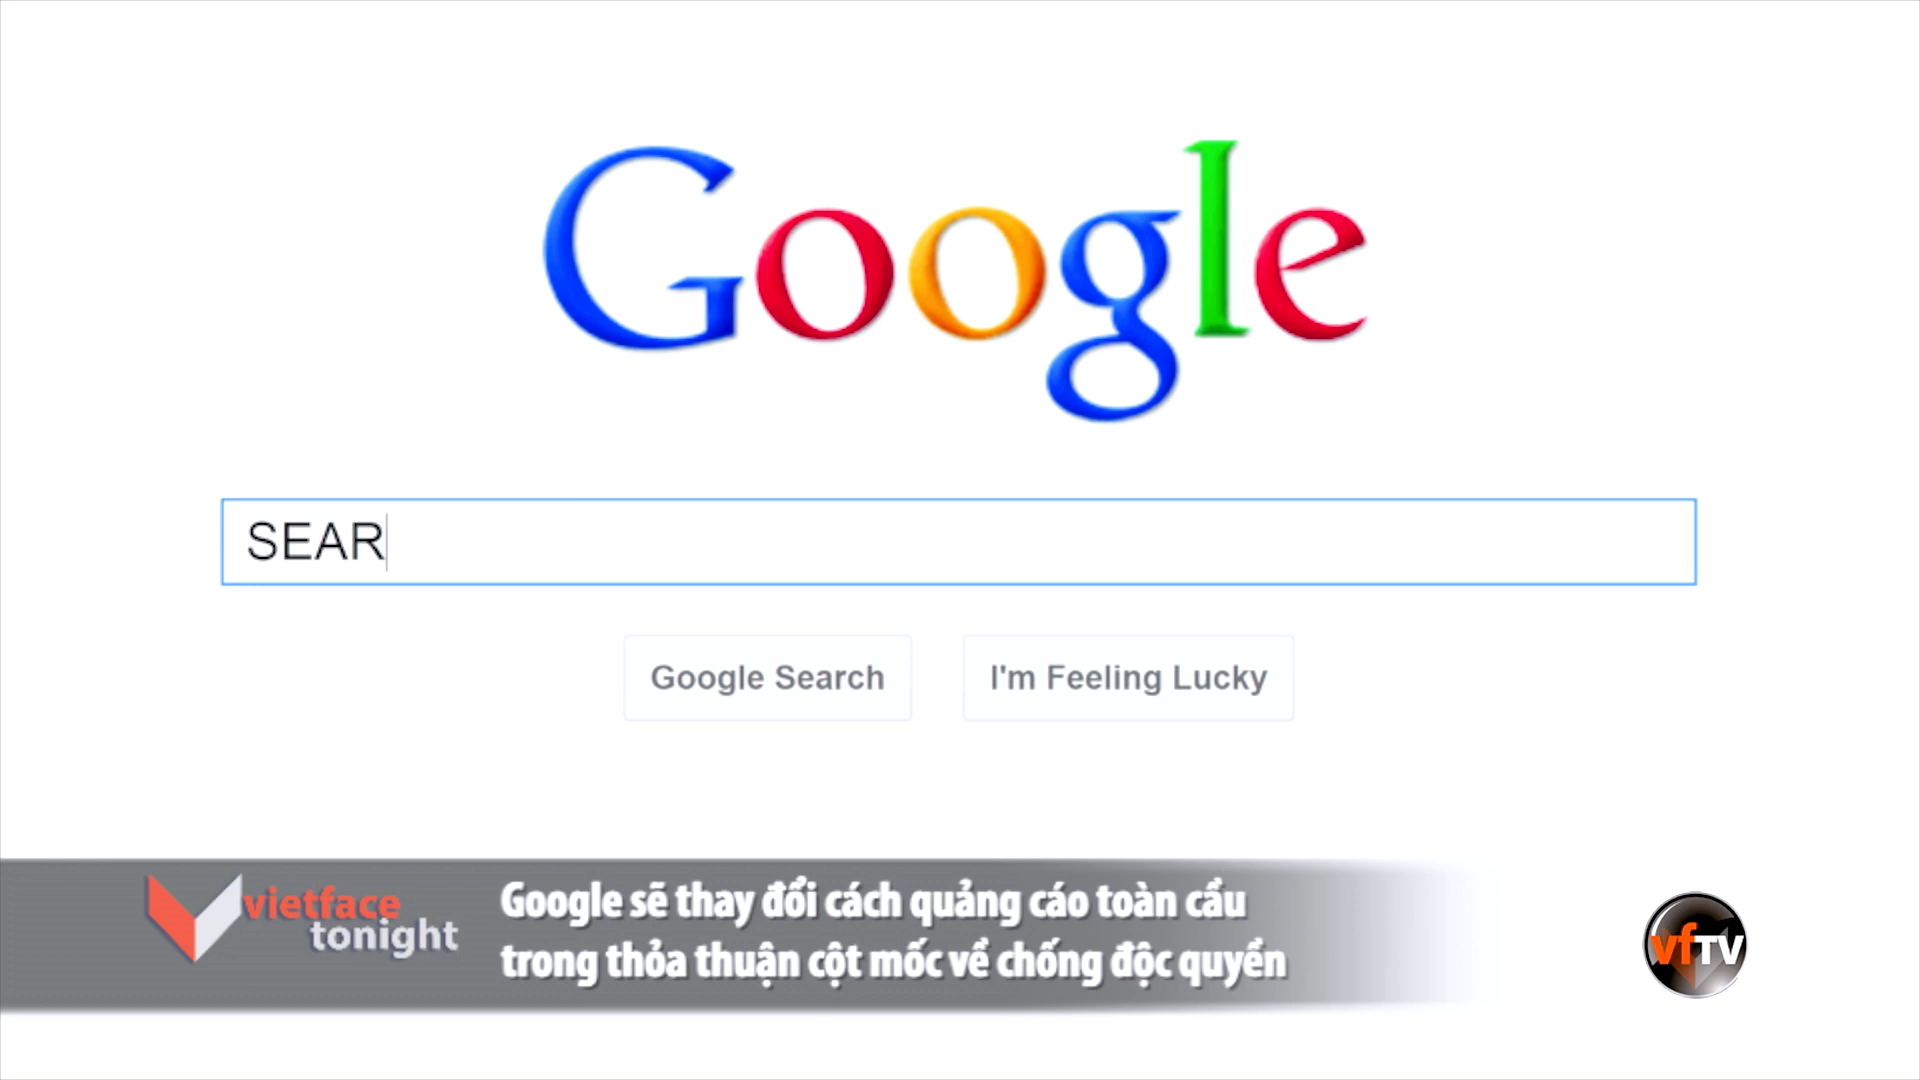 Google
SEAR
Google Search
I'm Feeling Lucky
vietface
tonight
Google sẽ thay đổi cách quảng cáo toàn cầu
trong thỏa thuận cột mốc về chống độc quyền
vfTV